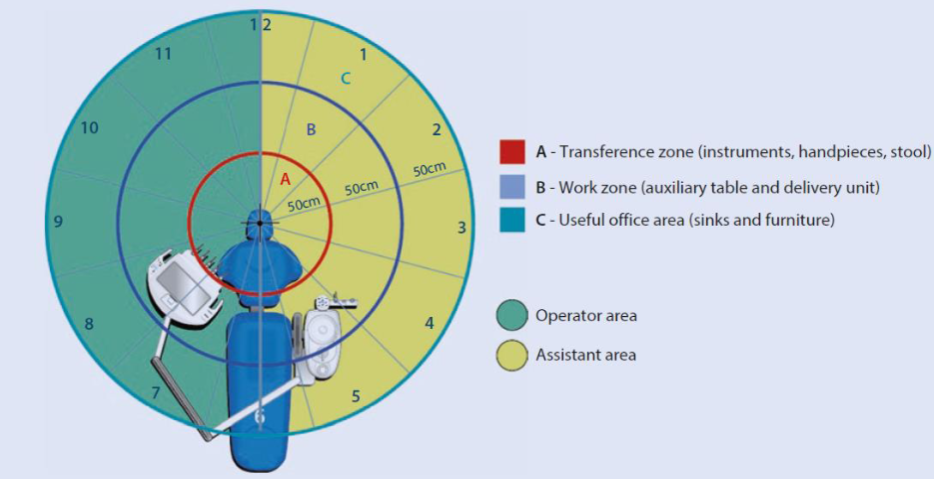 12
11
1
C
10
B
2
A
50cm
50cm
50cm
9
3
8
4
7
5
6
A - Transference zone (instruments, handpieces, stool)
B - Work zone (auxiliary table and delivery unit)
C - Useful office area (sinks and furniture)
Operator area
Assistant area